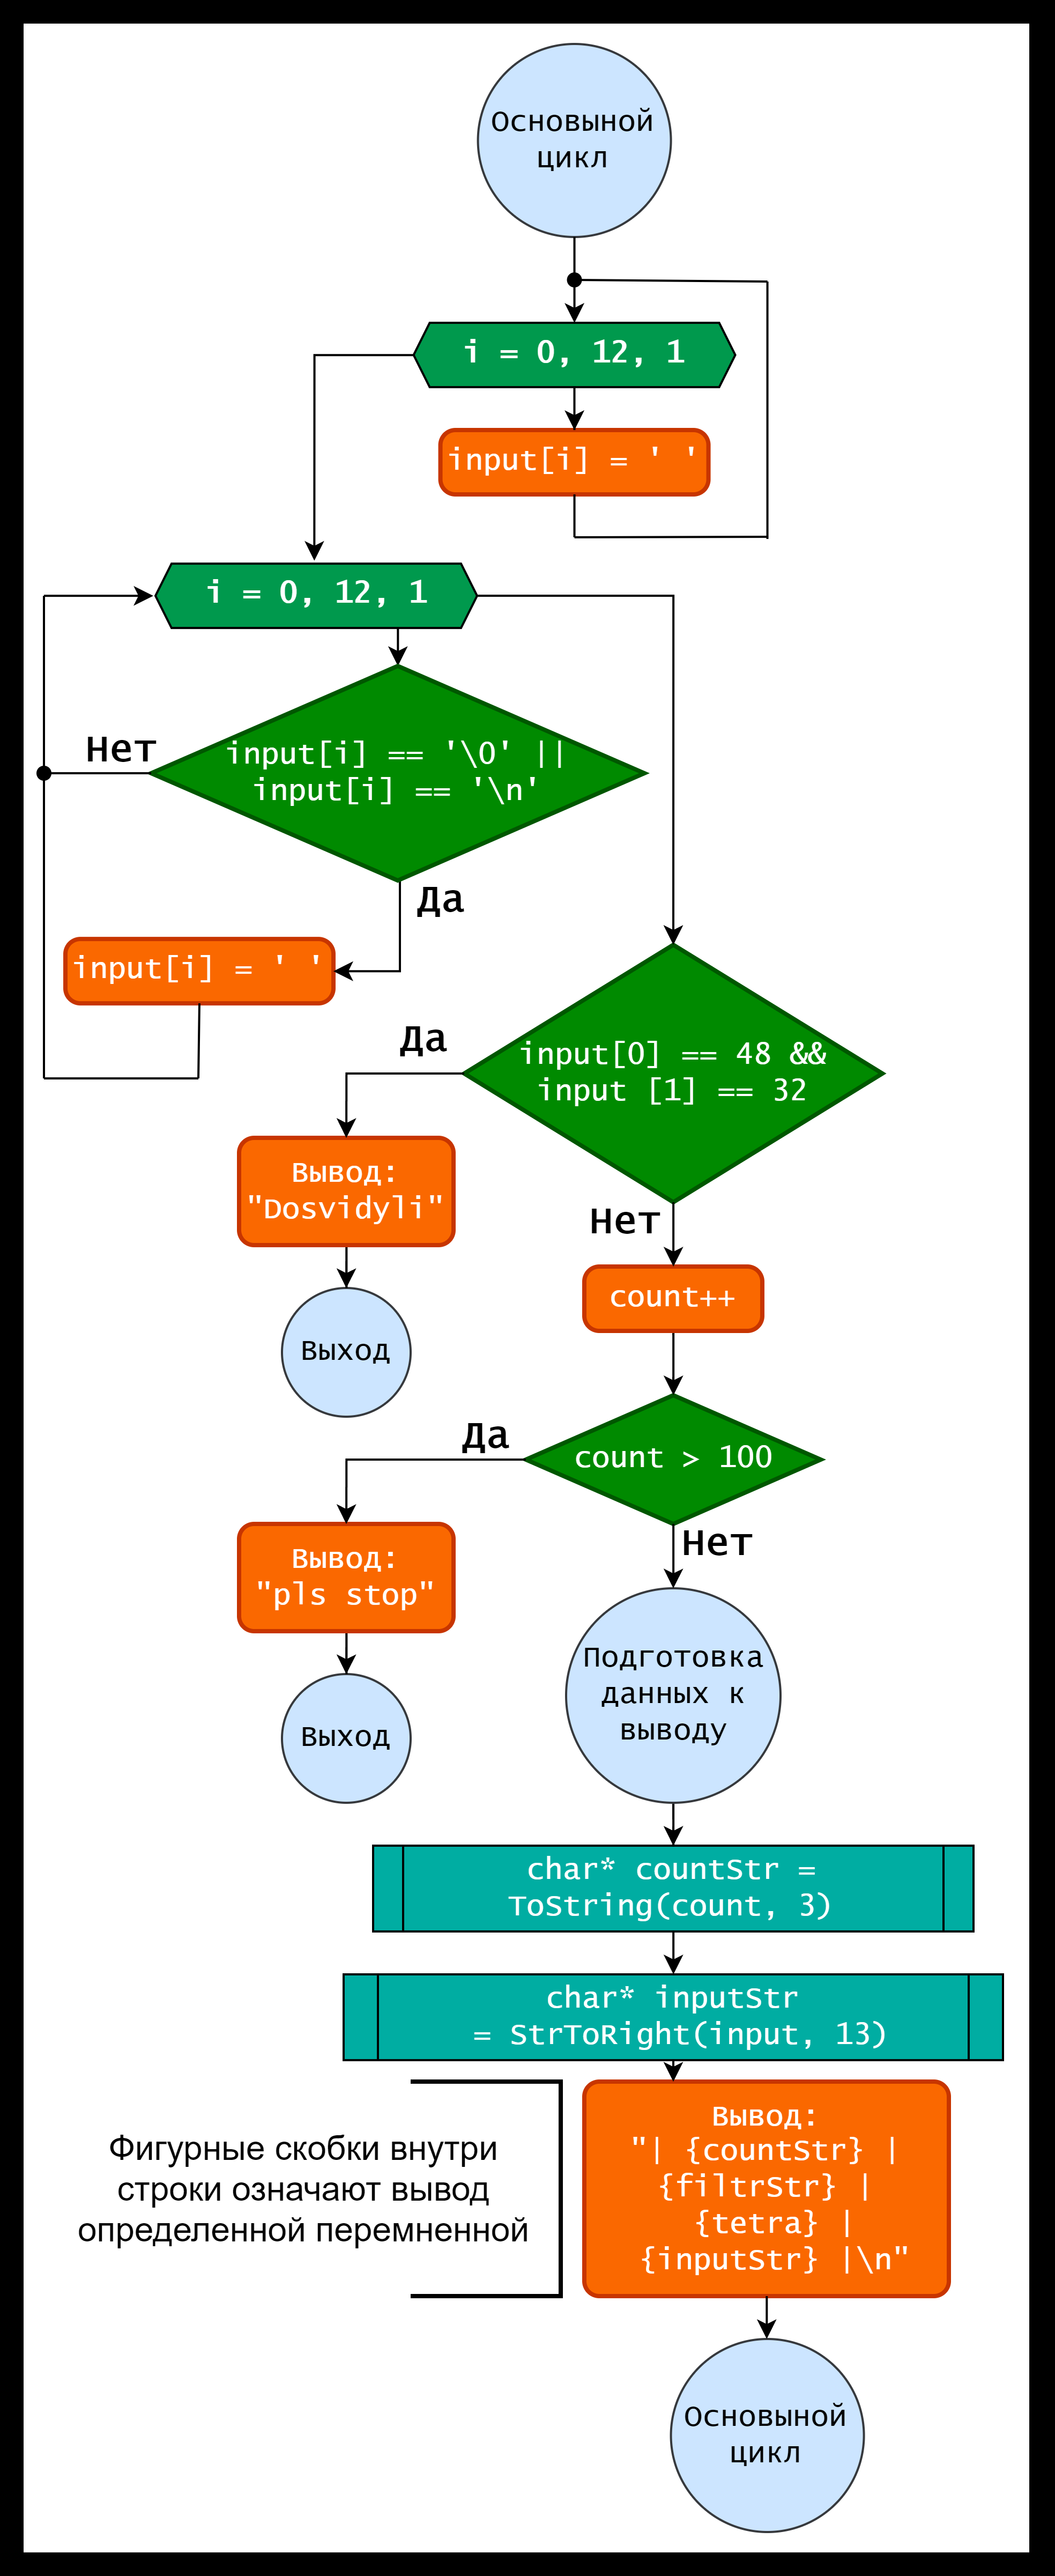 Основыной
цикл
i = 0, 12, 1
input[i] = ' '
i = 0, 12, 1
Нет
input[i] == '\0' ||
input[i] == '\n'
Да
input[i] = ' '
Да
input[0] == 48 &&
input [1] == 32
Вывод:
"Dosvidyli"
Нет
count++
Выход
Да
count > 100
Нет
Вывод:
"pls stop"
Подготовка
данных к
выводу
Выход
char* countStr =
ToString(count, 3)
char* inputStr
= StrToRight(input, 13)
Фигурные скобки внутри
строки означают вывод
определенной перемненной
Вывод:
"| {countStr} |
{filtrStr} |
{tetra} |
{inputStr} |\n"
Основыной
цикл